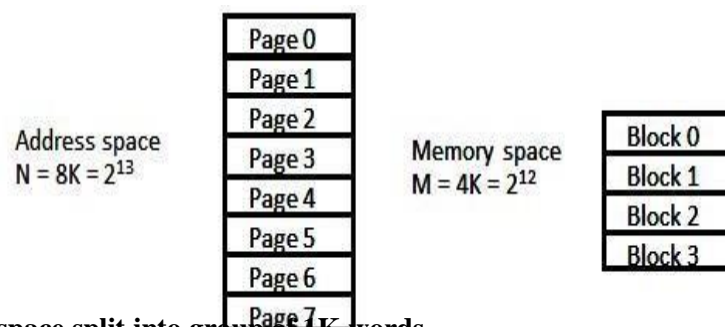 Page 0
Page 1
Page 2
Page 3
Page 4
Page 5
Page 6
Page 7
Address space
N = 8K = 2¹³
Memory space
M = 4K = 2¹²
Block 0
Block 1
Block 2
Block 3
space split into group of 1K words